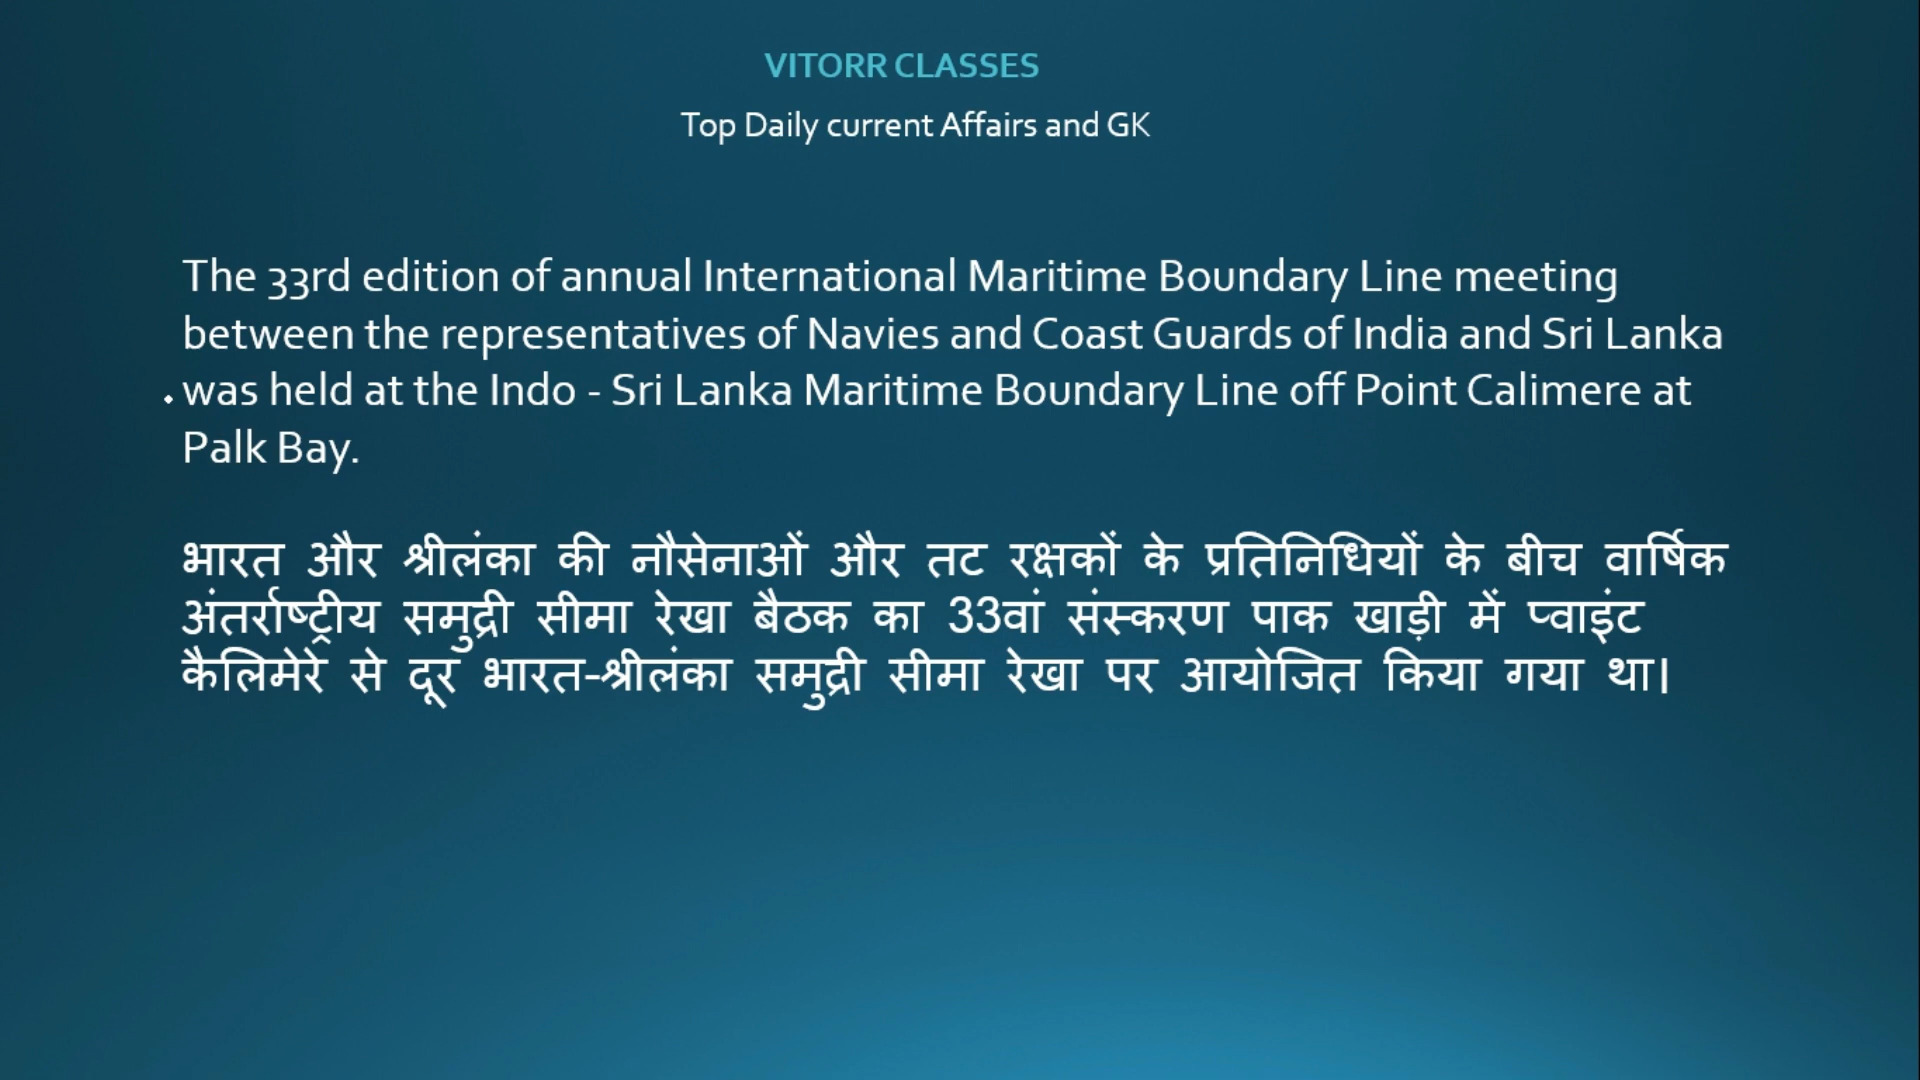 VITORR CLASSES
Top Daily current Affairs and GK
The 33rd edition of annual International Maritime Boundary Line meeting
between the representatives of Navies and Coast Guards of India and Sri Lanka
• was held at the Indo - Sri Lanka Maritime Boundary Line off Point Calimere at
Palk Bay.
भारत और श्रीलंका की नौसेनाओं और तट रक्षकों के प्रतिनिधियों के बीच वार्षिक
अंतर्राष्ट्रीय समुद्री सीमा रेखा बैठक का 33वां संस्करण पाक खाड़ी में प्वाइंट
कैलिमेरे से दूर भारत-श्रीलंका समुद्री सीमा रेखा पर आयोजित किया गया था।